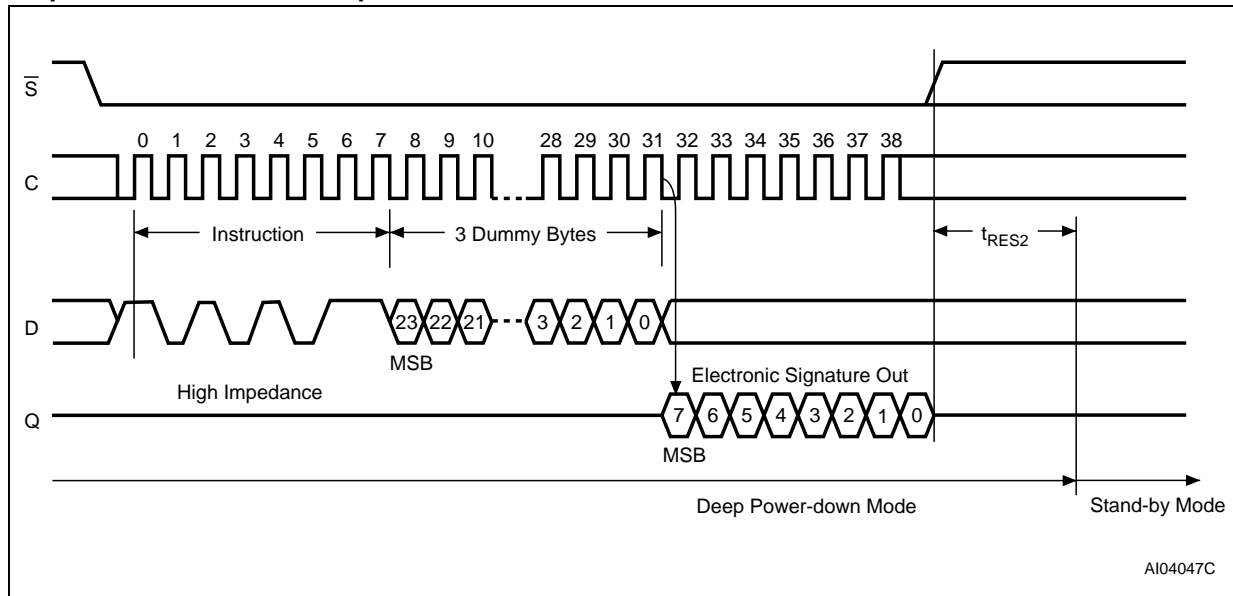 S
0 1 2 3 4 5 6 7 8 9 10 28 29 30 31 32 33 34 35 36 37 38
C
Instruction 3 Dummy Bytes tRES2
D 23 22 21 3 2 1 0
MSB
High Impedance Electronic Signature Out
Q 7 6 5 4 3 2 1 0
MSB
Deep Power-down Mode Stand-by Mode
AI04047C